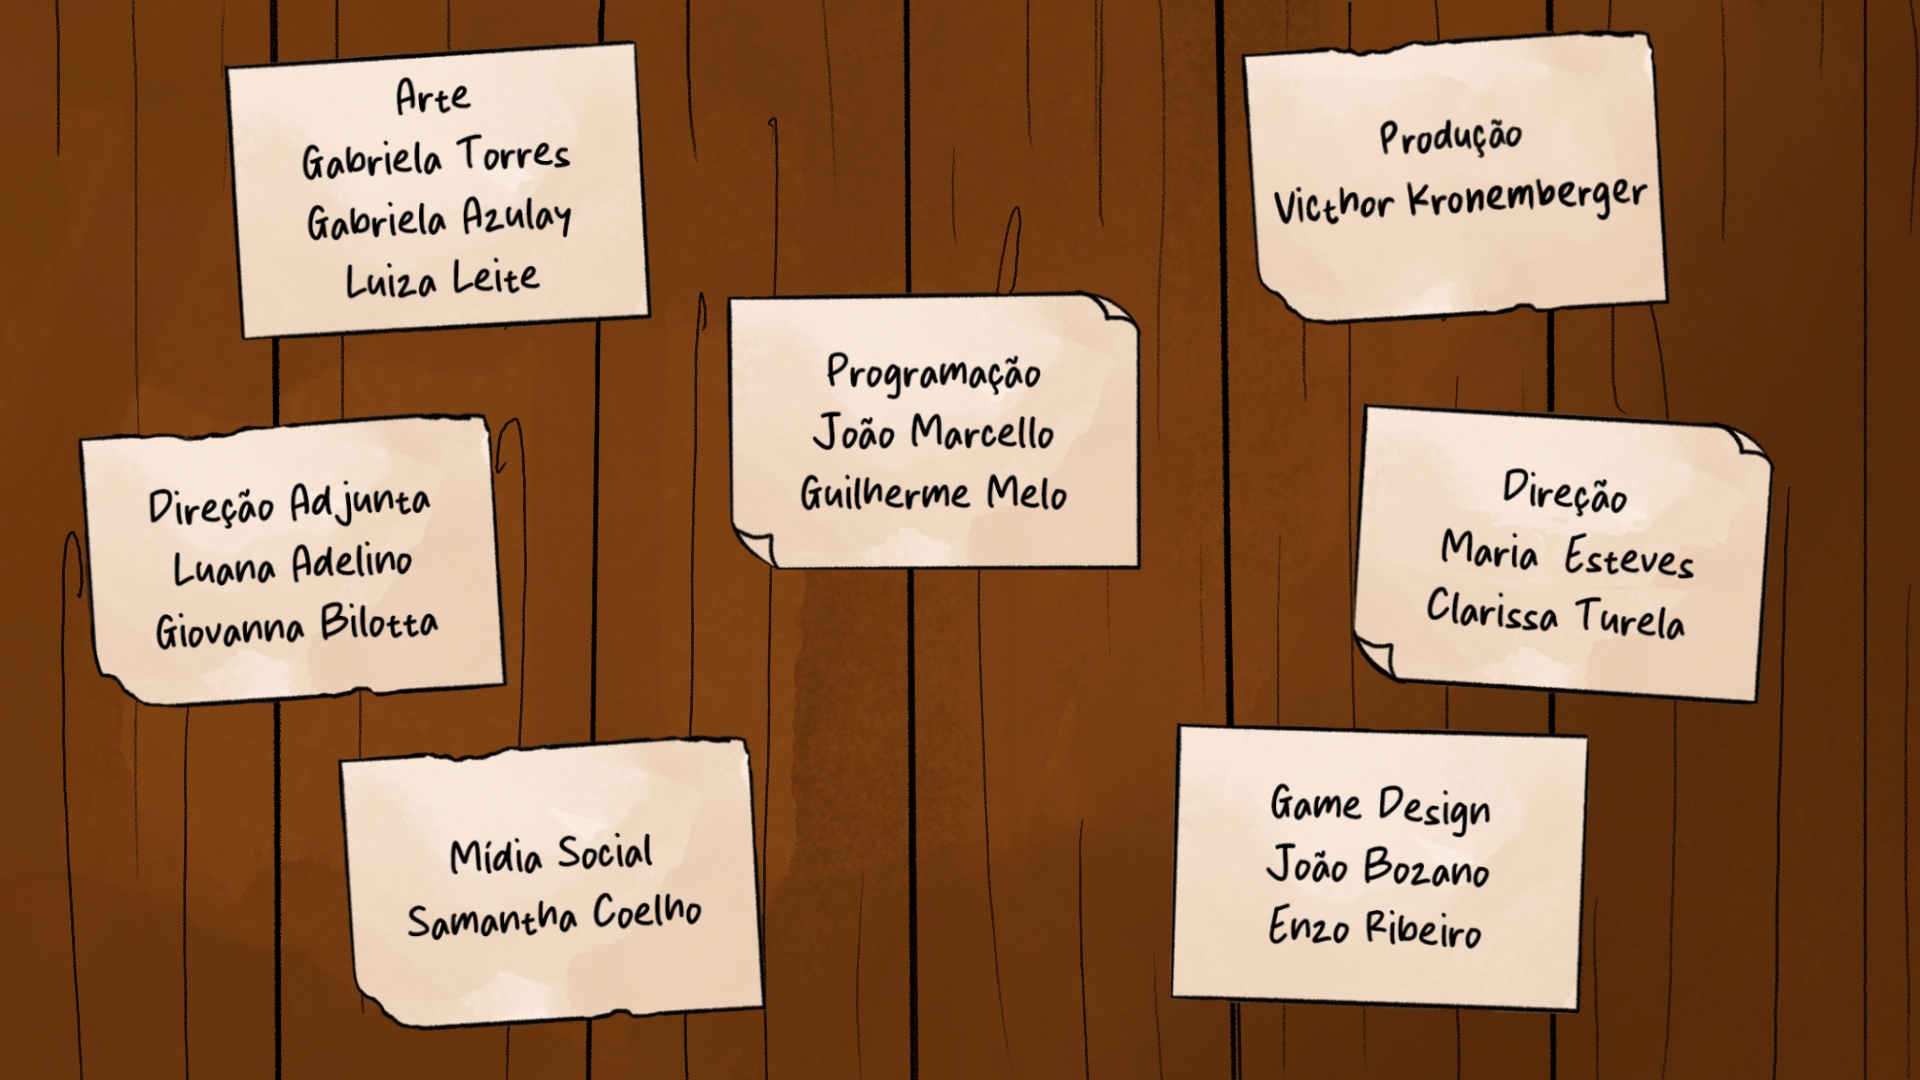 Arte
Gabriela Torres
Gabriela Azulay
Luiza Leite
Produção
Victhor Kronemberger
Programação
João Marcello
Guilherme Melo
Direção Adjunta
Luana Adelino
Giovanna Bilotta
Direção
Maria Esteves
Clarissa Turela
Mídia Social
Samantha Coelho
Game Design
João Bozano
Enzo Ribeiro